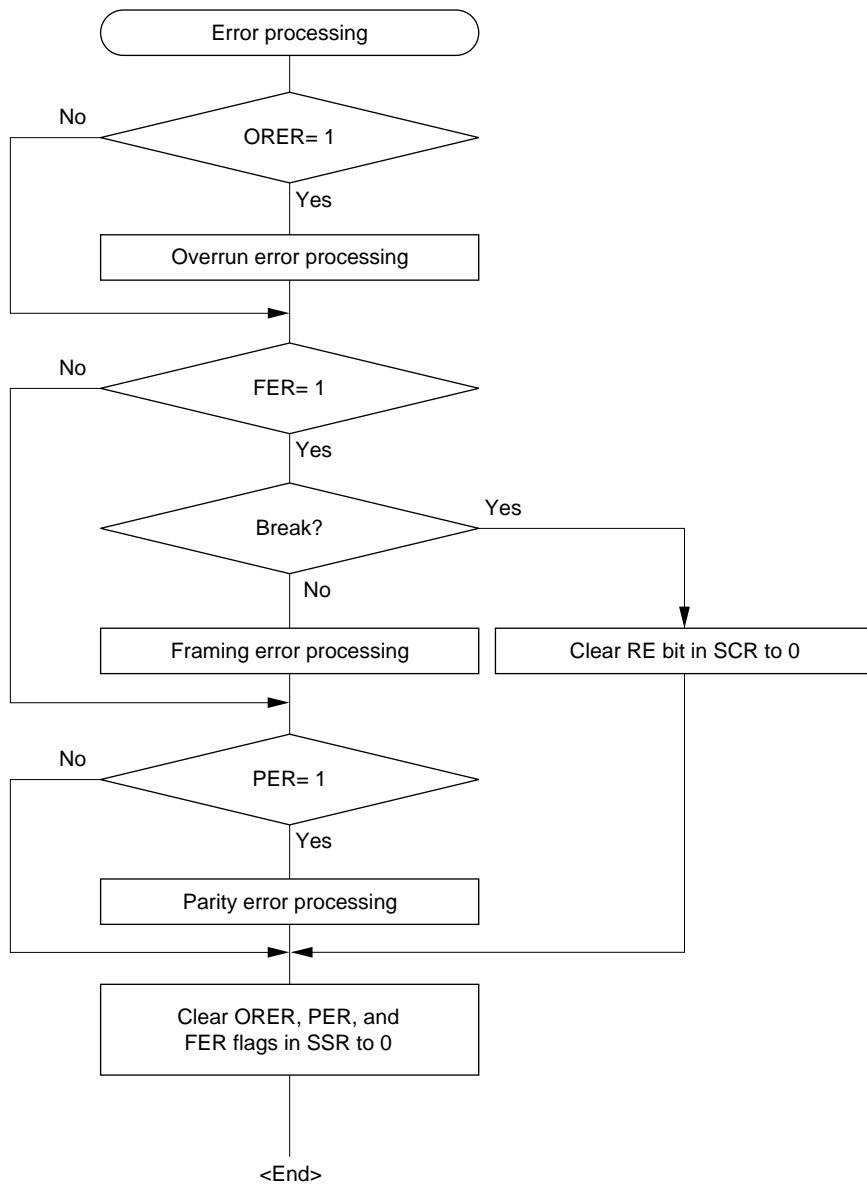 Error processing
No
ORER= 1
Yes
Overrun error processing
No
FER= 1
Yes
Yes
Break?
No
Framing error processing
Clear RE bit in SCR to 0
No
PER= 1
Yes
Parity error processing
Clear ORER, PER, and
FER flags in SSR to 0
<End>